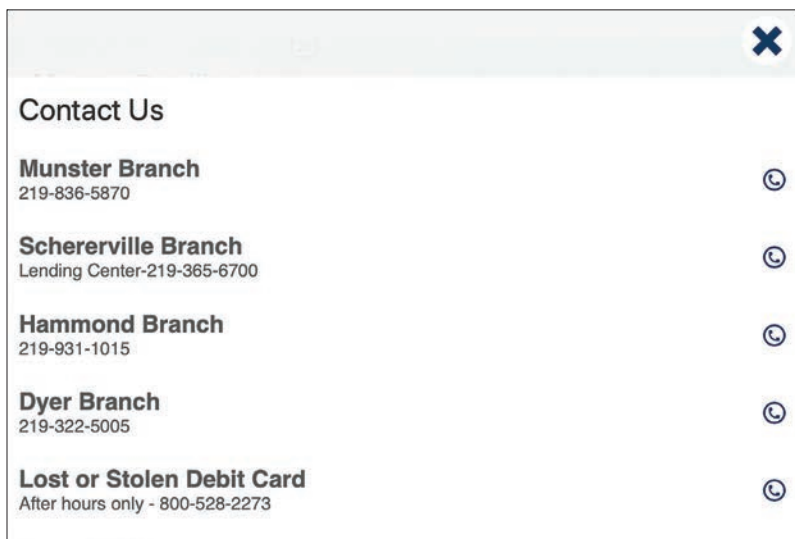 Contact Us
Munster Branch
219-836-5870
Schererville Branch
Lending Center-219-365-6700
Hammond Branch
219-931-1015
Dyer Branch
219-322-5005
Lost or Stolen Debit Card
After hours only - 800-528-2273